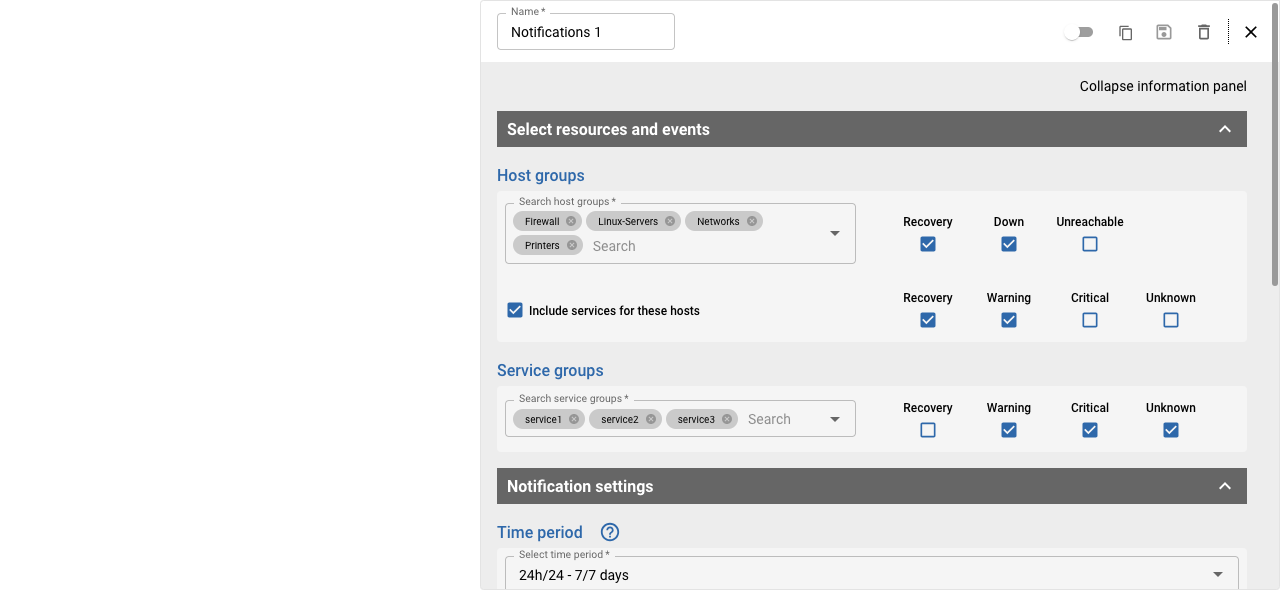 Name *
Notifications 1
Collapse information panel
Select resources and events
Host groups
Search host groups *
Firewall Linux-Servers Networks
Printers Search
Recovery Down Unreachable
Include services for these hosts
Recovery Warning Critical Unknown
Service groups
Search service groups *
service1 service2 service3 Search
Recovery Warning Critical Unknown
Notification settings
Time period ?
Select time period *
24h/24 - 7/7 days